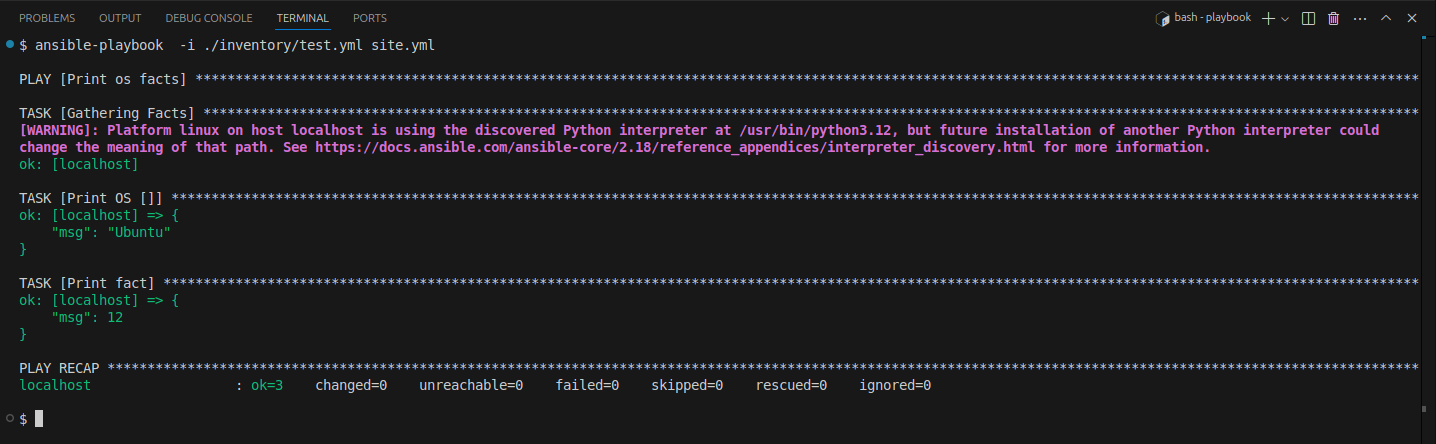 PROBLEMS OUTPUT DEBUG CONSOLE TERMINAL PORTS bash - playbook
$ ansible-playbook  -i ./inventory/test.yml site.yml
PLAY [Print os facts] *********************************************************************************************************************************************************
TASK [Gathering Facts] ********************************************************************************************************************************************************
[WARNING]: Platform linux on host localhost is using the discovered Python interpreter at /usr/bin/python3.12, but future installation of another Python interpreter could
change the meaning of that path. See https://docs.ansible.com/ansible-core/2.18/reference_appendices/interpreter_discovery.html for more information.
ok: [localhost]
TASK [Print OS []] ************************************************************************************************************************************************************
ok: [localhost] => {
    "msg": "Ubuntu"
}
TASK [Print fact] *************************************************************************************************************************************************************
ok: [localhost] => {
    "msg": 12
}
PLAY RECAP ********************************************************************************************************************************************************************
localhost                  : ok=3    changed=0    unreachable=0    failed=0    skipped=0    rescued=0    ignored=0
$